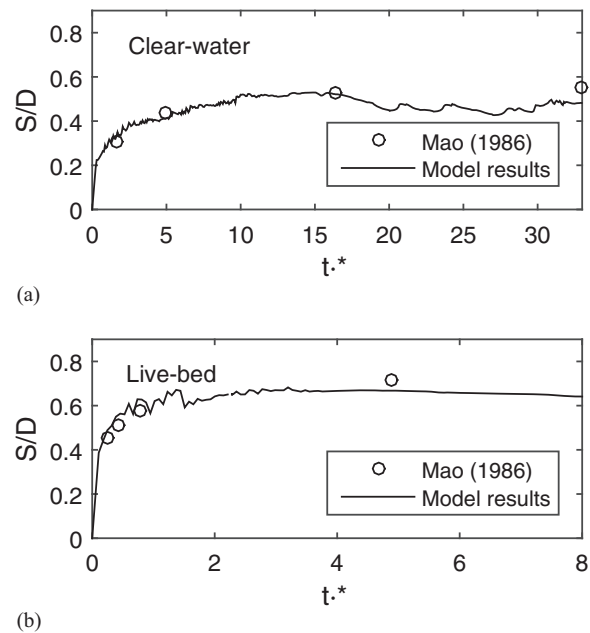 0.8
0.6
0.4
0.2
0
S/D
Clear-water
Mao (1986)
Model results
0 5 10 15 20 25 30
t·*
(a)
0.8
0.6
0.4
0.2
0
S/D
Live-bed
Mao (1986)
Model results
0 2 4 6 8
t·*
(b)